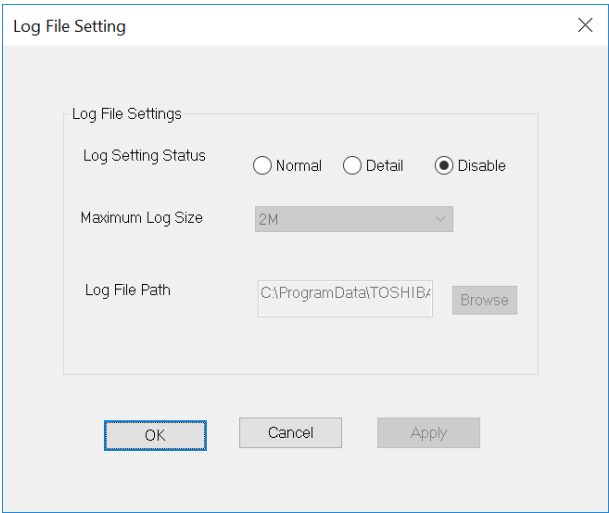 Log File Setting
Log File Settings
Log Setting Status
Normal Detail Disable
Maximum Log Size
2M
Log File Path
C:\ProgramData\TOSHIBA
Browse
OK Cancel Apply